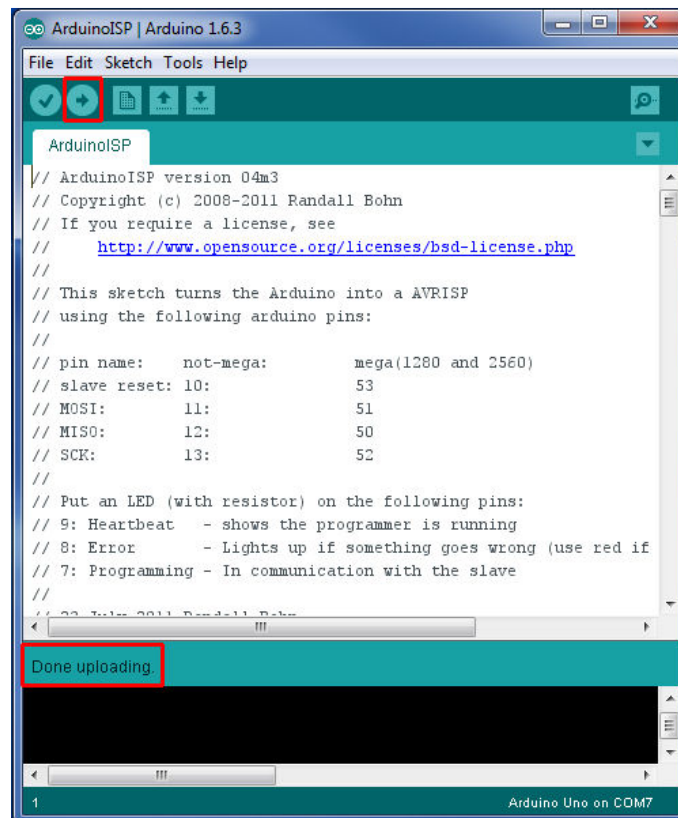 ArduinoISP | Arduino 1.6.3
File Edit Sketch Tools Help
ArduinoISP
// ArduinoISP version 04m3
// Copyright (c) 2008-2011 Randall Bohn
// If you require a license, see
//     http://www.opensource.org/licenses/bsd-license.php
//
// This sketch turns the Arduino into a AVRISP
// using the following arduino pins:
//
// pin name:    not-mega:         mega(1280 and 2560)
// slave reset: 10:               53
// MOSI:        11:               51
// MISO:        12:               50
// SCK:         13:               52
//
// Put an LED (with resistor) on the following pins:
// 9: Heartbeat   - shows the programmer is running
// 8: Error       - Lights up if something goes wrong (use red if
// 7: Programming - In communication with the slave
//
// 23 July 2011 Randall Bohn
Done uploading.
1
Arduino Uno on COM7